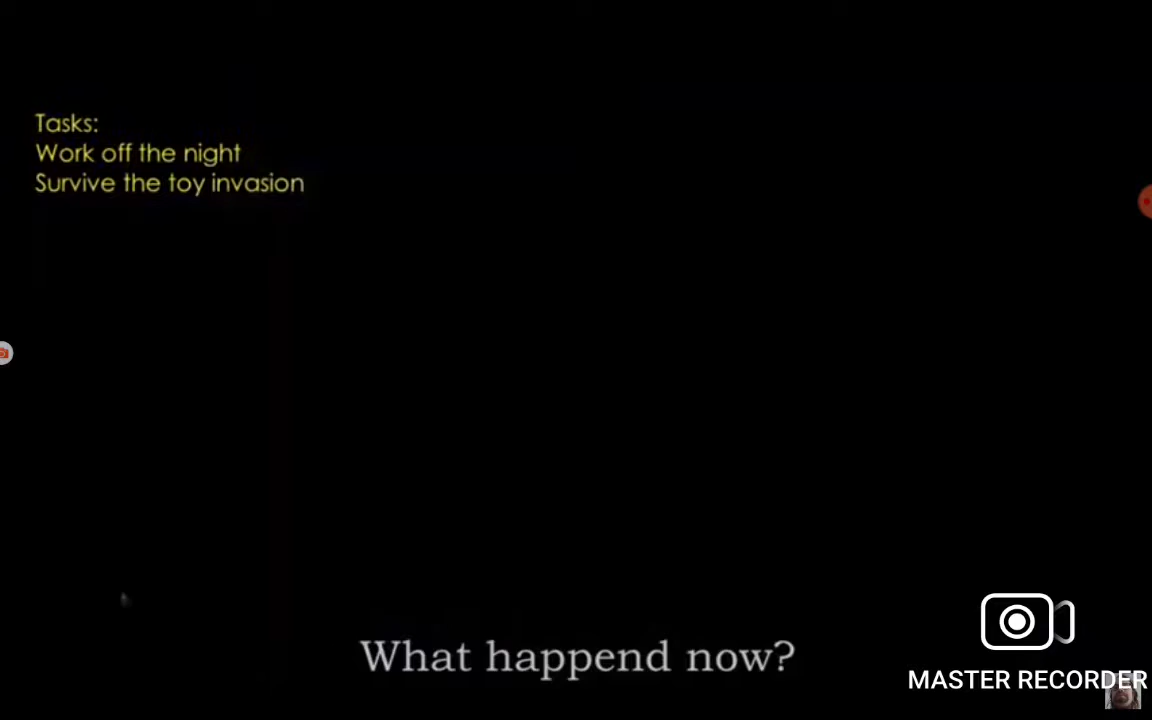 Tasks:
Work off the night
Survive the toy invasion
What happend now?
MASTER RECORDER